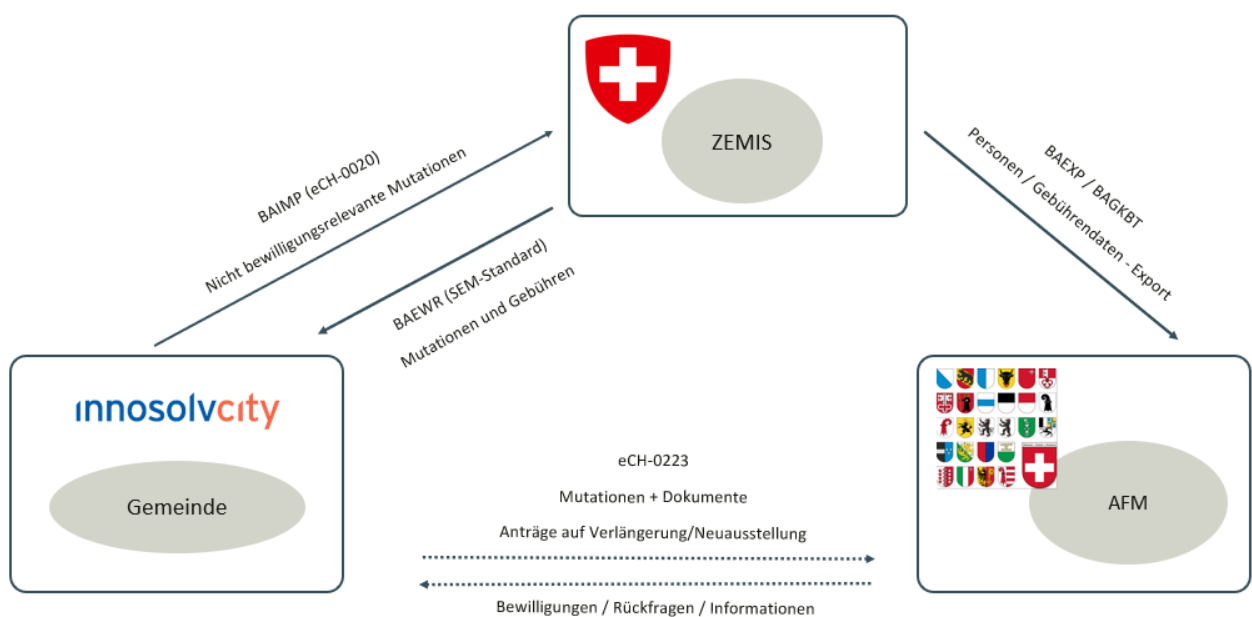 ZEMIS
BAIMP (eCH-0020)
Nicht bewilligungsrelevante Mutationen
BAEWR (SEM-Standard)
Mutationen und Gebühren
BAEXP / BAGKBT
Personen / Gebührendaten - Export
innosolvcity
Gemeinde
eCH-0223
Mutationen + Dokumente
Anträge auf Verlängerung/Neuausstellung
Bewilligungen / Rückfragen / Informationen
AFM